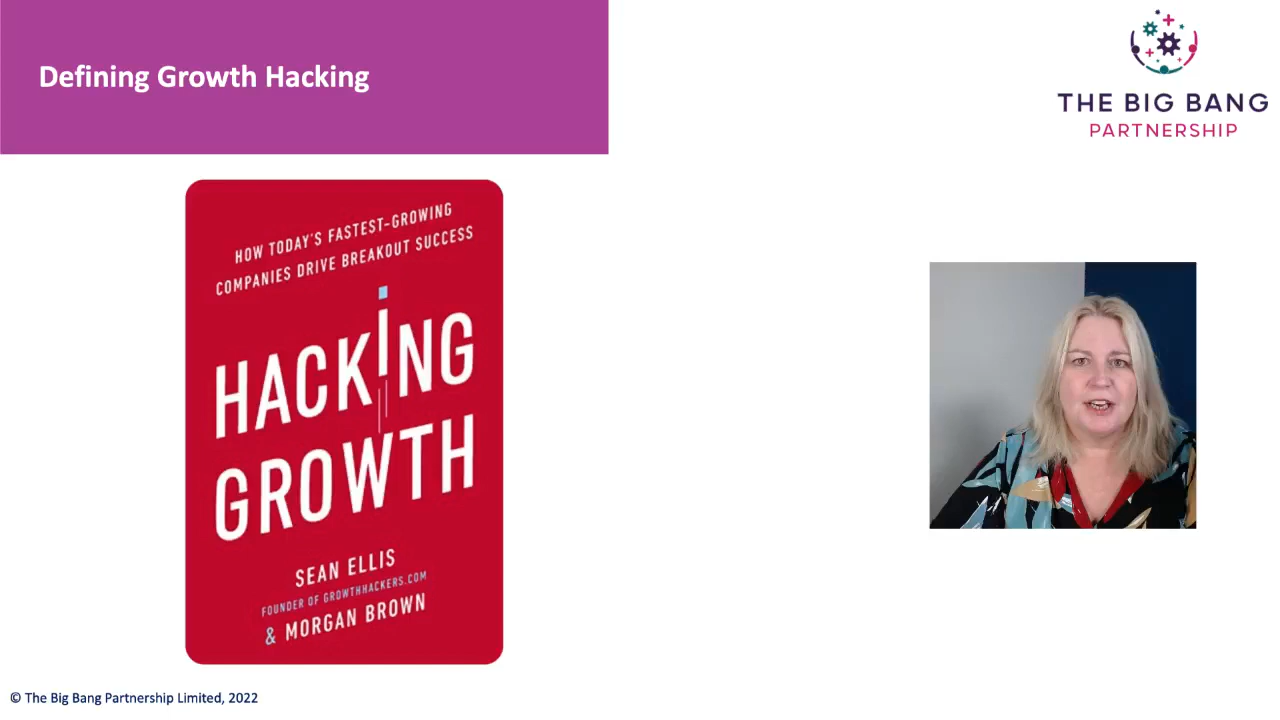 Defining Growth Hacking
THE BIG BANG
PARTNERSHIP
HOW TODAY'S FASTEST-GROWING
COMPANIES DRIVE BREAKOUT SUCCESS
HACKiNG
GROWTH
SEAN ELLIS
FOUNDER OF GROWTHHACKERS.COM
& MORGAN BROWN
© The Big Bang Partnership Limited, 2022